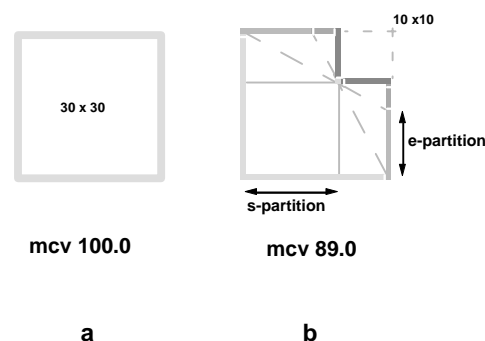 10 x10
30 x 30
e-partition
s-partition
mcv 100.0
mcv 89.0
a
b